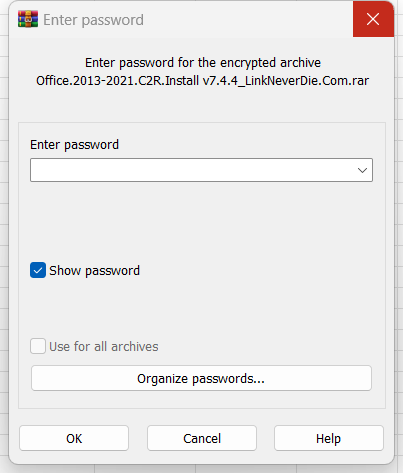 Enter password
Enter password for the encrypted archive
Office.2013-2021.C2R.Install v7.4.4_LinkNeverDie.Com.rar
Enter password
Show password
Use for all archives
Organize passwords...
OK
Cancel
Help